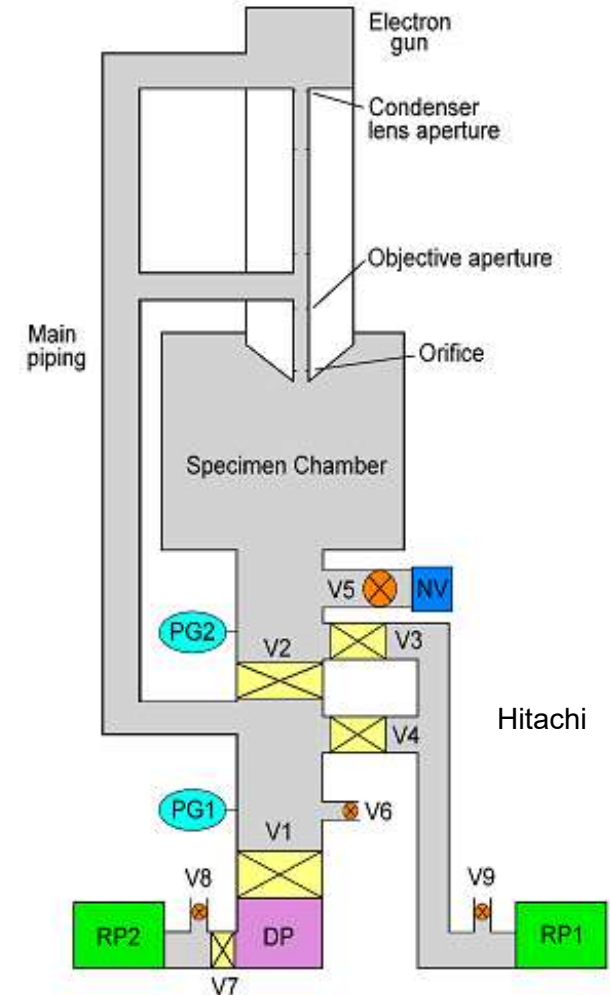 Electron
gun
Condenser
lens aperture
Objective aperture
Main
piping
Orifice
Specimen Chamber
V5
NV
PG2
V2
V3
Hitachi
V4
PG1
V6
V1
V8
V9
RP2
DP
RP1
V7